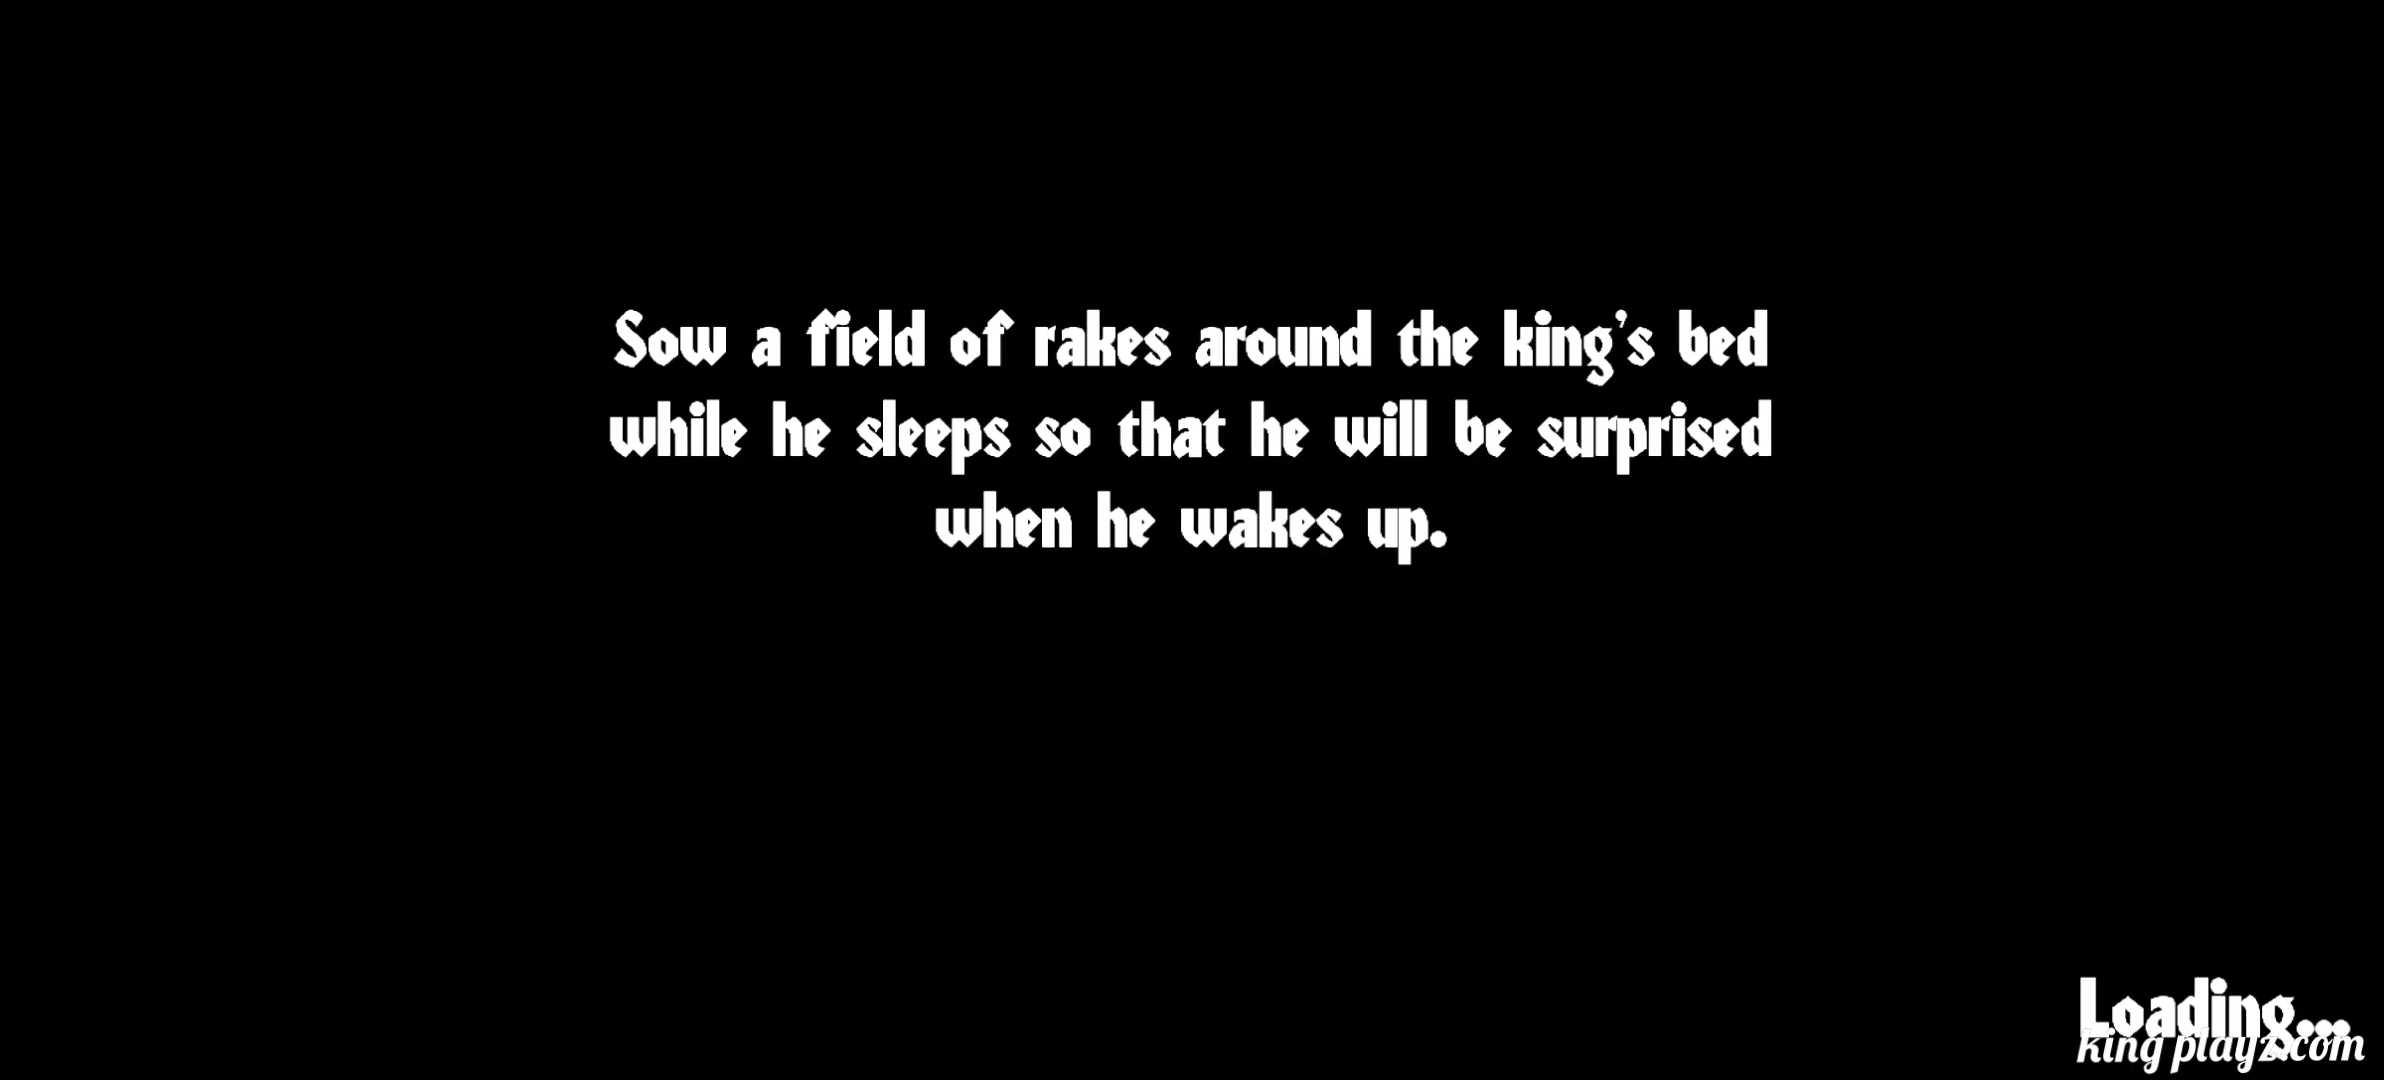 Sow a field of rakes around the king's bed
while he sleeps so that he will be surprised
when he wakes up.
Loading...
king playz.com